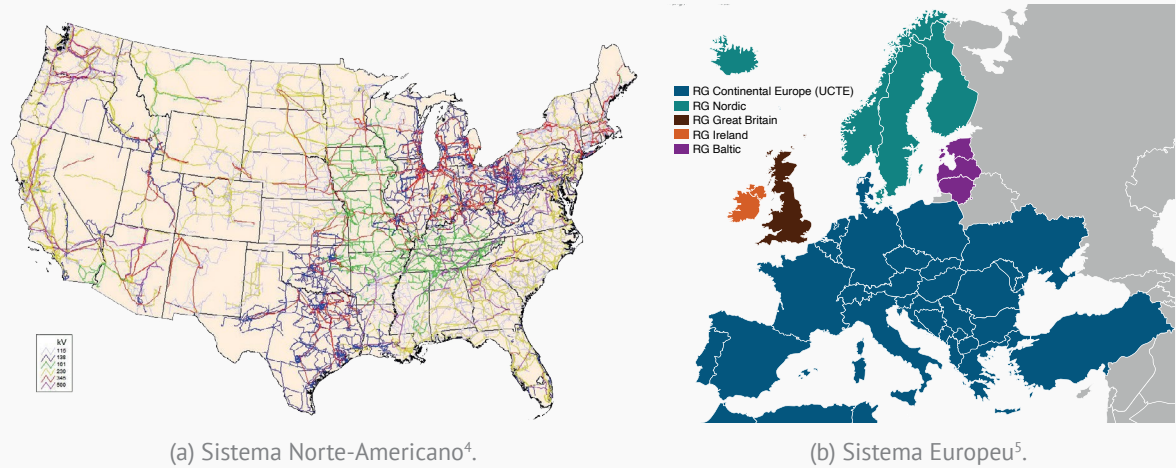 kV
115
138
161
230
345
500
(a) Sistema Norte-Americano⁴.
RG Continental Europe (UCTE)
RG Nordic
RG Great Britain
RG Ireland
RG Baltic
(b) Sistema Europeu⁵.